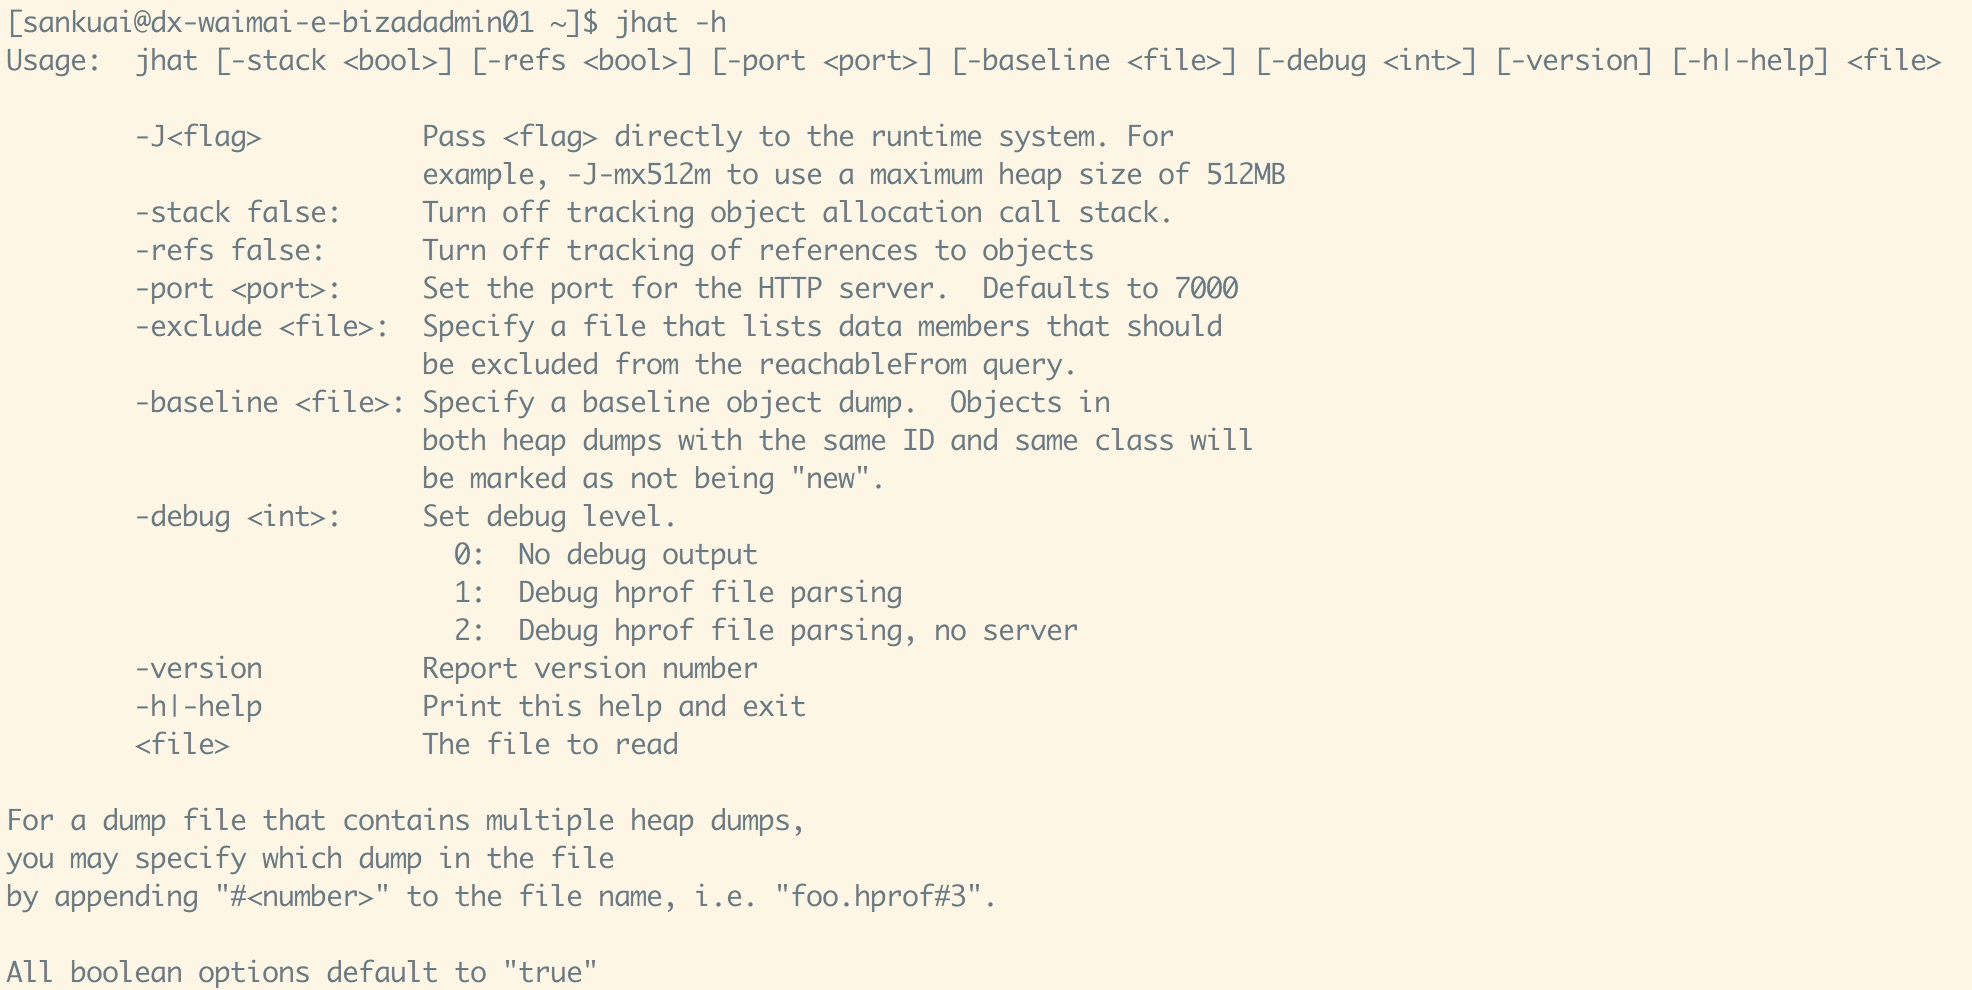 [sankuai@dx-waimai-e-bizadadmin01 ~]$ jhat -h
Usage:  jhat [-stack <bool>] [-refs <bool>] [-port <port>] [-baseline <file>] [-debug <int>] [-version] [-h|-help] <file>

        -J<flag>          Pass <flag> directly to the runtime system. For
                          example, -J-mx512m to use a maximum heap size of 512MB
        -stack false:     Turn off tracking object allocation call stack.
        -refs false:      Turn off tracking of references to objects
        -port <port>:     Set the port for the HTTP server.  Defaults to 7000
        -exclude <file>:  Specify a file that lists data members that should
                          be excluded from the reachableFrom query.
        -baseline <file>: Specify a baseline object dump.  Objects in
                          both heap dumps with the same ID and same class will
                          be marked as not being "new".
        -debug <int>:     Set debug level.
                            0:  No debug output
                            1:  Debug hprof file parsing
                            2:  Debug hprof file parsing, no server
        -version          Report version number
        -h|-help          Print this help and exit
        <file>            The file to read

For a dump file that contains multiple heap dumps,
you may specify which dump in the file
by appending "#<number>" to the file name, i.e. "foo.hprof#3".

All boolean options default to "true"